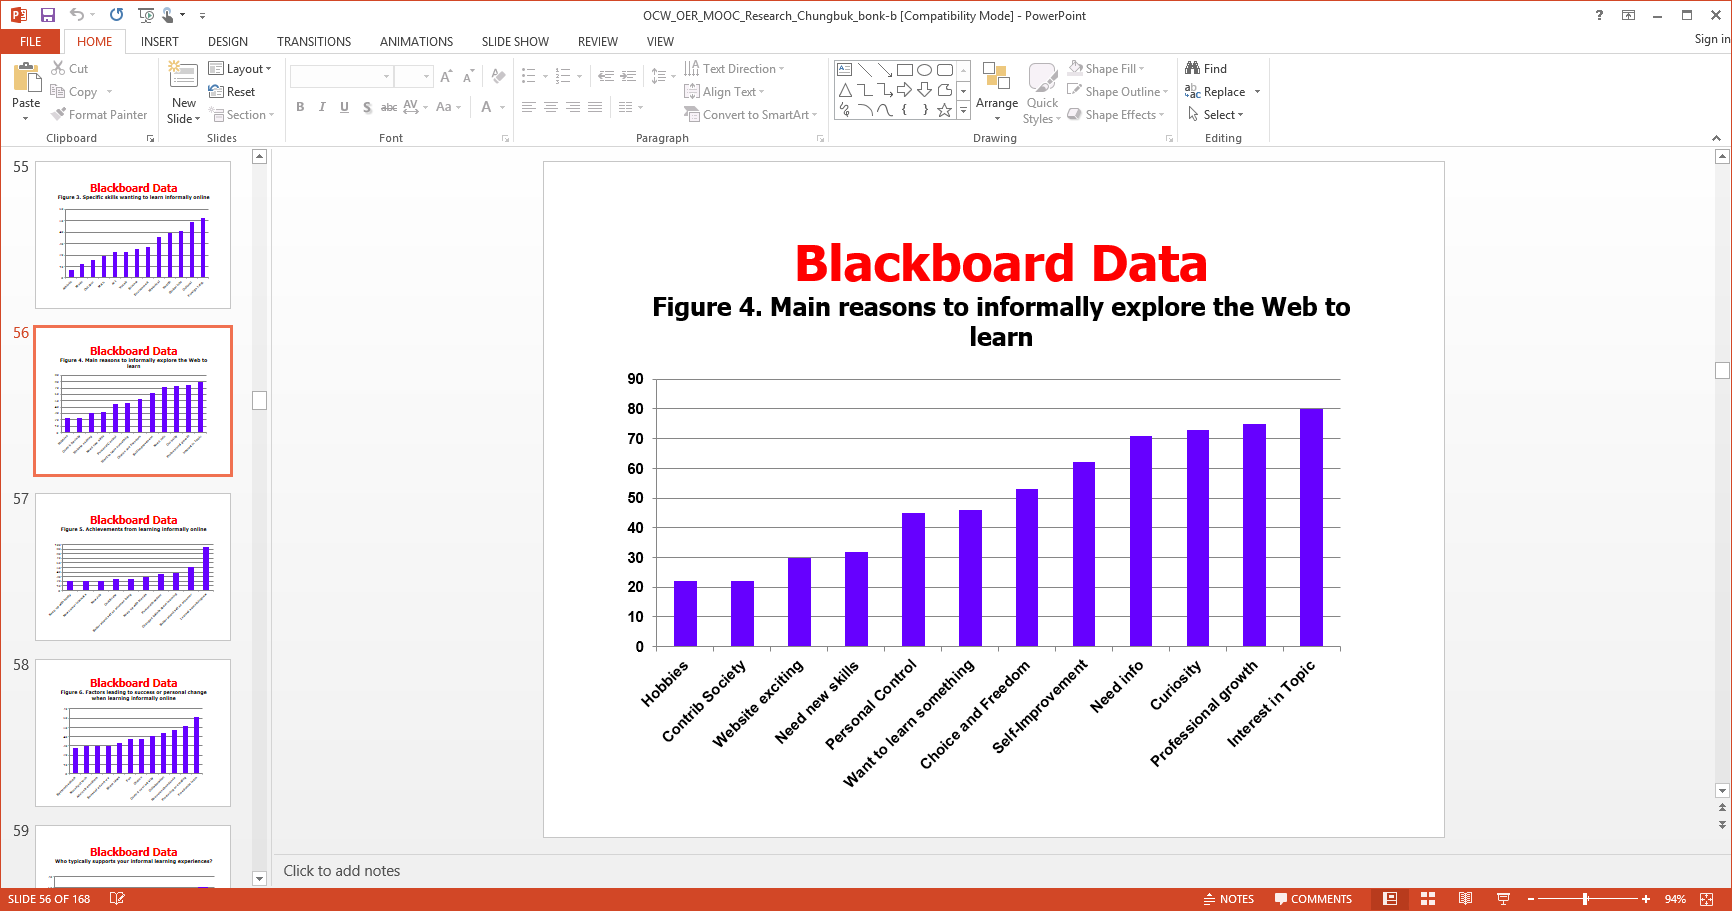 OCW_OER_MOOC_Research_Chungbuk_bonk-b [Compatibility Mode] - PowerPoint
?
FILE HOME INSERT DESIGN TRANSITIONS ANIMATIONS SLIDE SHOW REVIEW VIEW Sign in
Paste
Cut
Copy
Format Painter
Clipboard
New
Slide
Layout
Reset
Section
Slides
B I U S abc AV Aa A
Font
Text Direction
Align Text
Convert to SmartArt
Paragraph
Arrange
Quick
Styles
Shape Fill
Shape Outline
Shape Effects
Drawing
Find
Replace
Select
Editing
55
Blackboard Data
Figure 3. Specific skills wanting to learn informally online
56
Blackboard Data
Figure 4. Main reasons to informally explore the Web to
learn
57
Blackboard Data
Figure 5. Achievements from learning informally online
58
Blackboard Data
Figure 6. Factors leading to success or personal change
when learning informally online
59
Blackboard Data
Who typically supports your informal learning experiences?
Blackboard Data
Figure 4. Main reasons to informally explore the Web to
learn
90
80
70
60
50
40
30
20
10
0
Hobbies
Contrib Society
Website exciting
Need new skills
Personal Control
Want to learn something
Choice and Freedom
Self-Improvement
Need info
Curiosity
Professional growth
Interest in Topic
Click to add notes
SLIDE 56 OF 168
NOTES
COMMENTS
94%